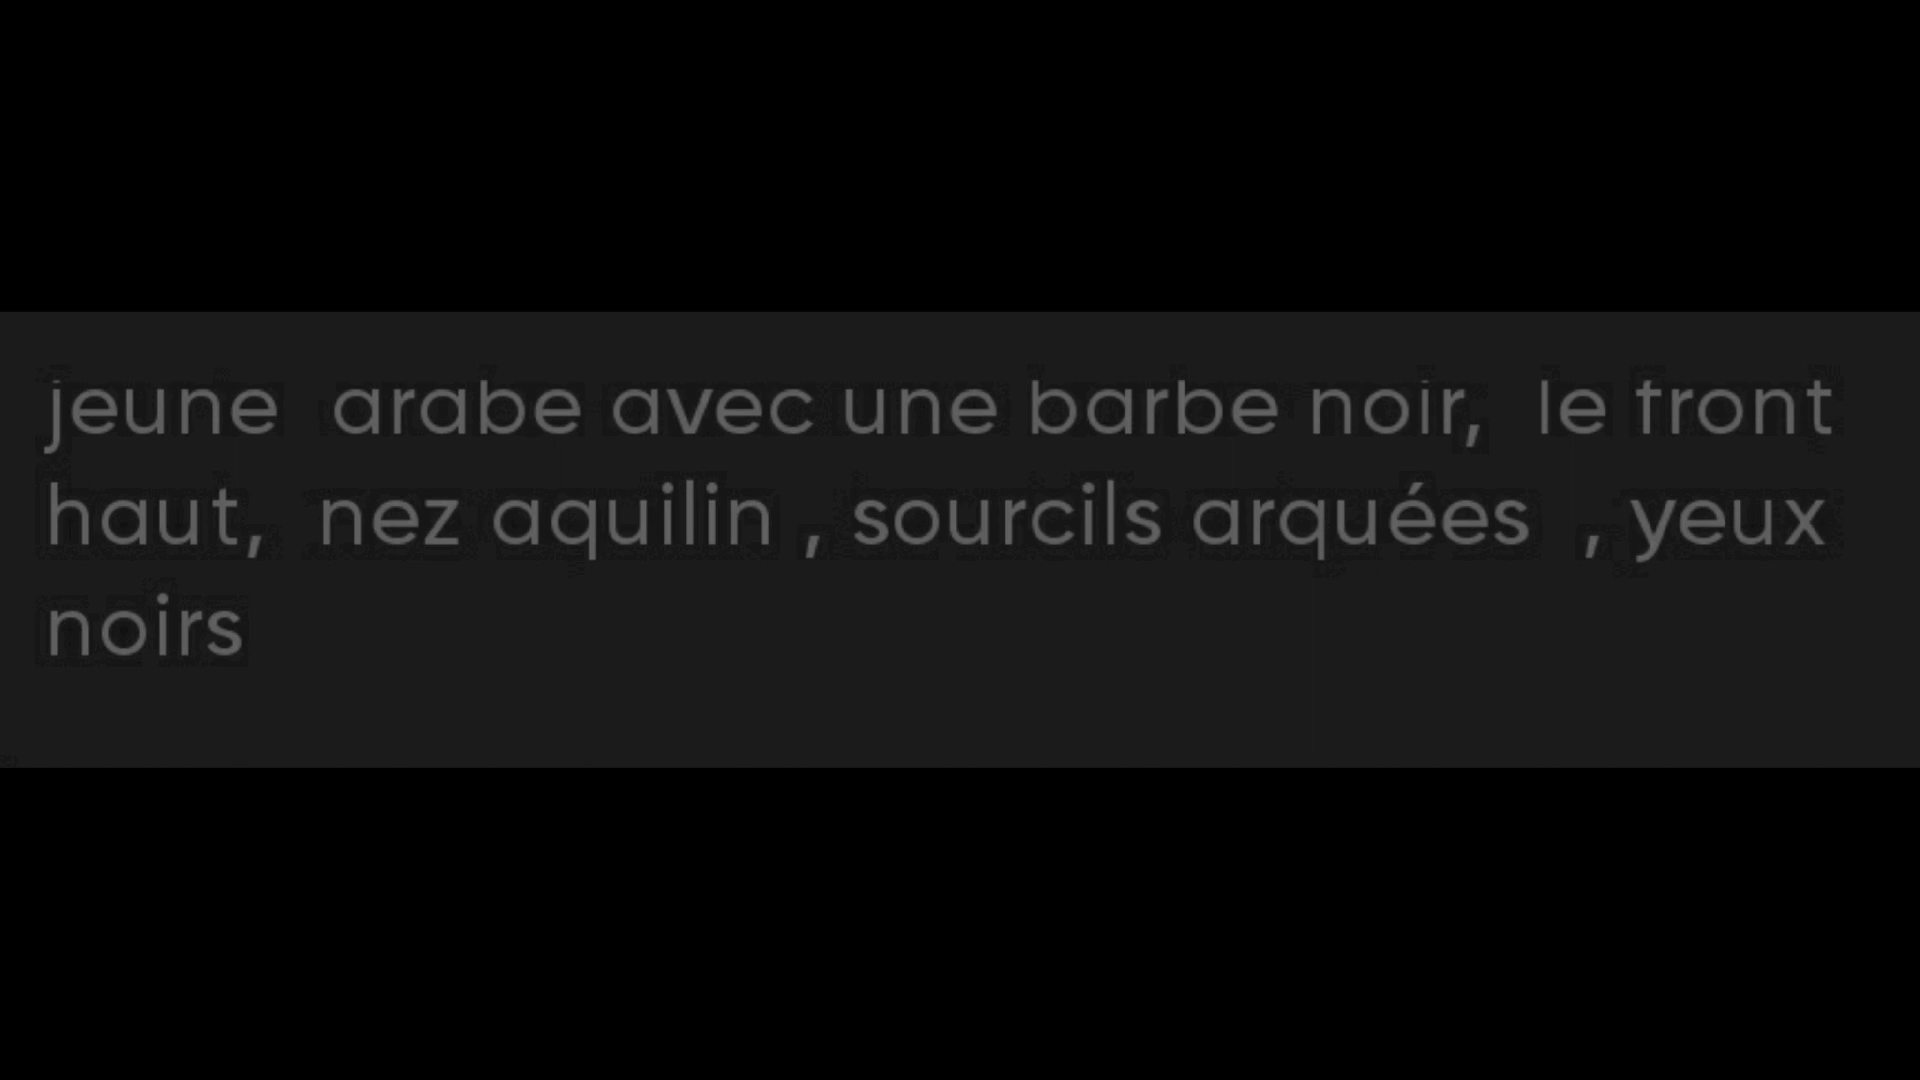 jeune  arabe avec une barbe noir,  le front
haut,  nez aquilin , sourcils arquées  , yeux
noirs